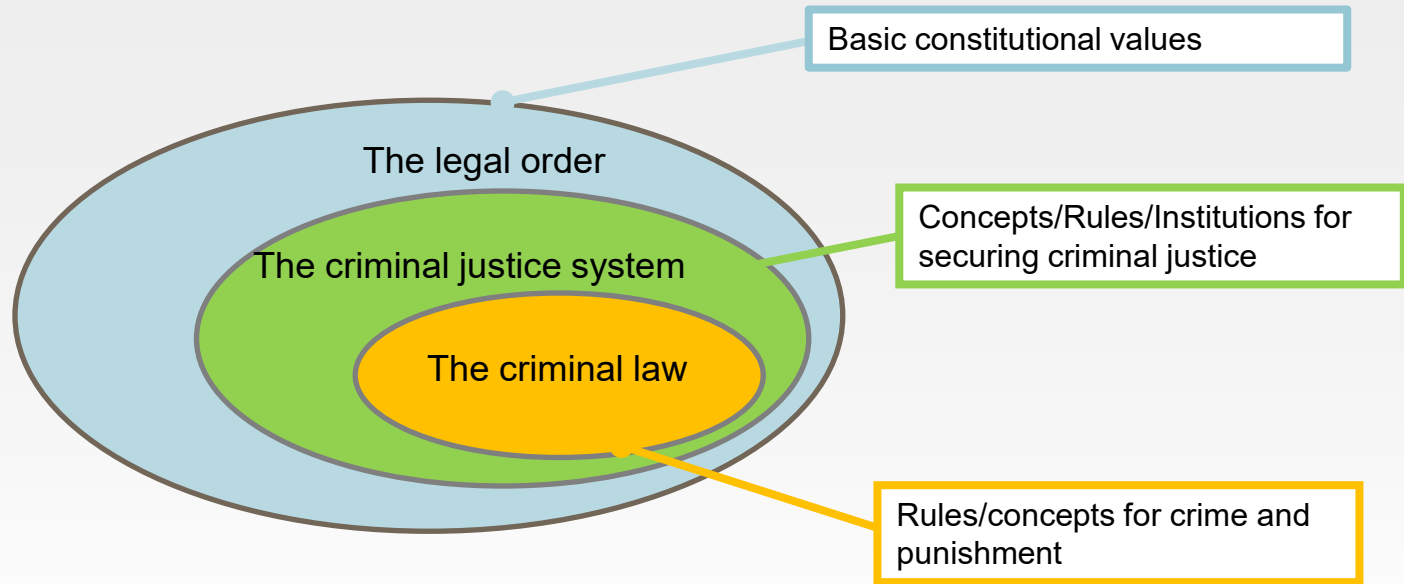 Basic constitutional values
The legal order
Concepts/Rules/Institutions for
securing criminal justice
The criminal justice system
The criminal law
Rules/concepts for crime and
punishment